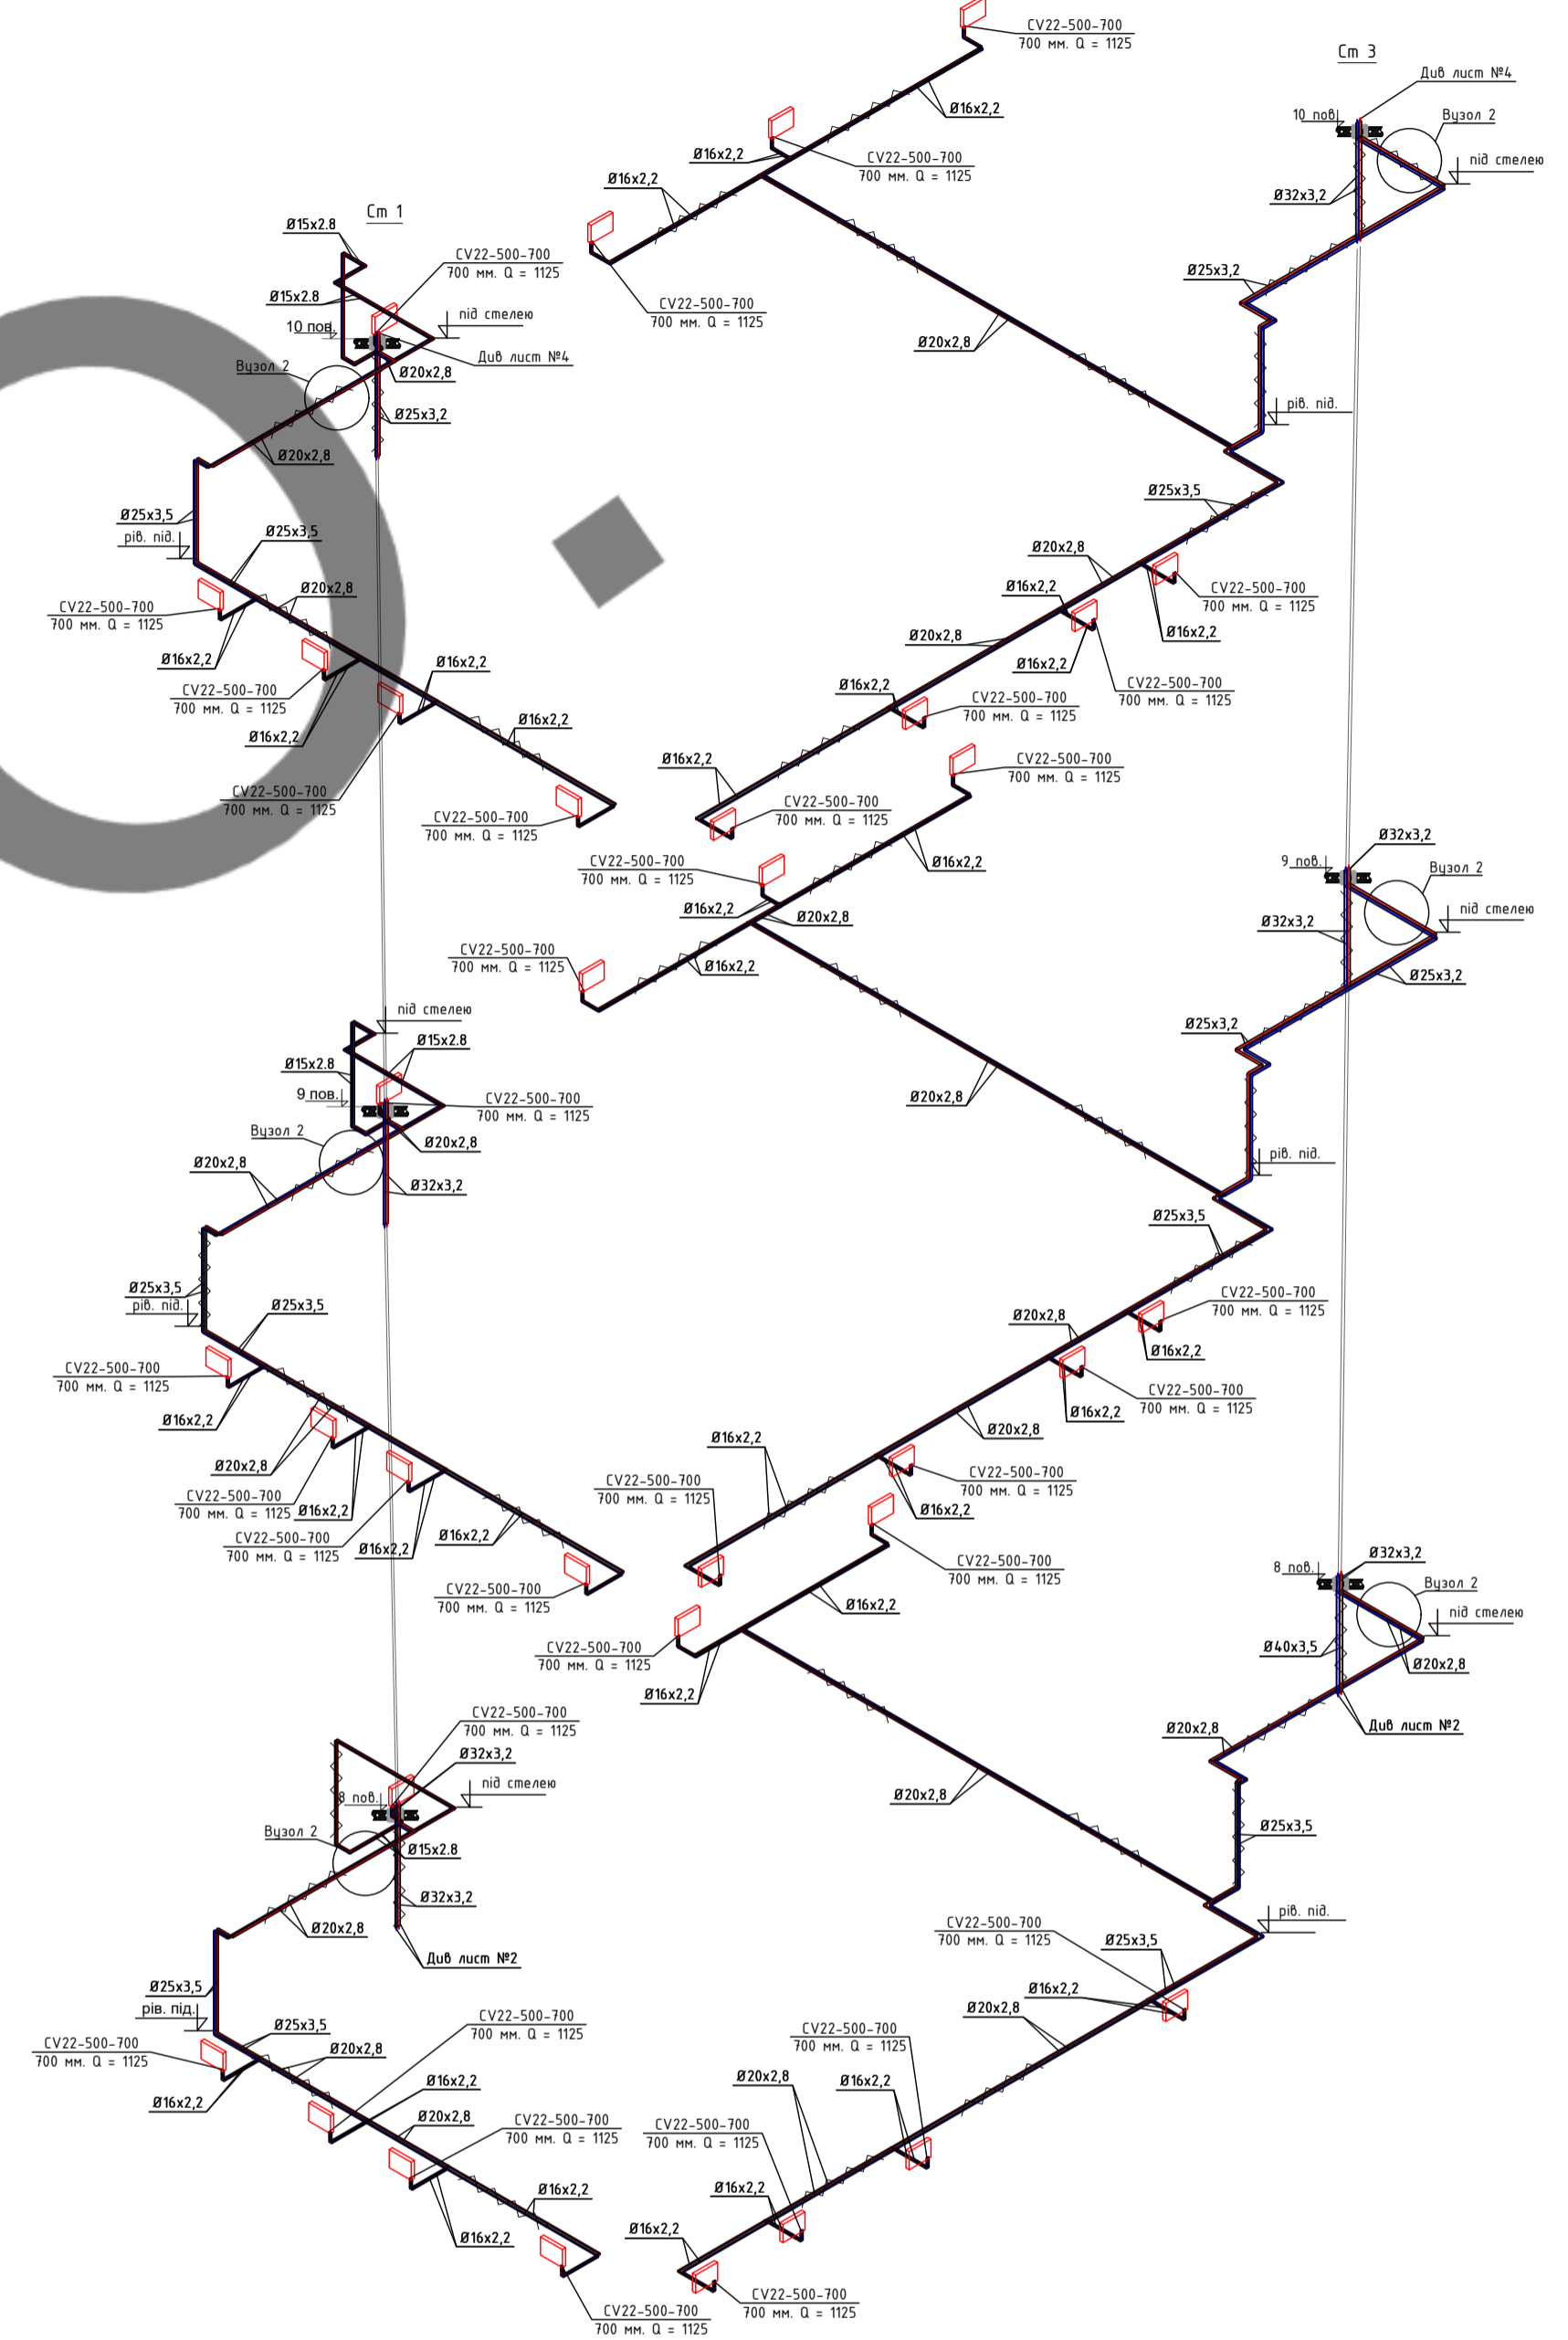 CV22-500-700
700 мм. Q = 1125
Ст 3
Див лист №4
10 пов.
Вузол 2
під стелею
Ø32x3,2
Ø25x3,2
рів. під.
Ø16x2,2
Ø16x2,2
CV22-500-700
700 мм. Q = 1125
Ø16x2,2
CV22-500-700
700 мм. Q = 1125
Ø20x2,8
Ст 1
Ø15x2.8
CV22-500-700
700 мм. Q = 1125
Ø15x2.8
10 пов.
під стелею
Див лист №4
Вузол 2
Ø20x2,8
Ø25x3,2
Ø20x2,8
Ø25x3,5
рів. під.
Ø25x3,5
Ø20x2,8
CV22-500-700
700 мм. Q = 1125
Ø16x2,2
Ø16x2,2
CV22-500-700
700 мм. Q = 1125
Ø16x2,2
Ø16x2,2
CV22-500-700
700 мм. Q = 1125
CV22-500-700
700 мм. Q = 1125
Ø25x3,5
Ø20x2,8
Ø16x2,2
CV22-500-700
700 мм. Q = 1125
Ø16x2,2
Ø20x2,8
Ø16x2,2
CV22-500-700
700 мм. Q = 1125
Ø16x2,2
CV22-500-700
700 мм. Q = 1125
Ø16x2,2
CV22-500-700
700 мм. Q = 1125
CV22-500-700
700 мм. Q = 1125
Ø16x2,2
CV22-500-700
700 мм. Q = 1125
Ø16x2,2
Ø20x2,8
CV22-500-700
700 мм. Q = 1125
Ø16x2,2
Ø32x3,2
9 пов.
Вузол 2
під стелею
Ø32x3,2
Ø25x3,2
Ø25x3,2
Ø20x2,8
рів. під.
під стелею
Ø15x2.8
Ø15x2.8
9 пов.
CV22-500-700
700 мм. Q = 1125
Вузол 2
Ø20x2,8
Ø20x2,8
Ø32x3,2
Ø25x3,5
рів. під.
Ø25x3,5
CV22-500-700
700 мм. Q = 1125
Ø16x2,2
Ø20x2,8
CV22-500-700
700 мм. Q = 1125
Ø16x2,2
CV22-500-700
700 мм. Q = 1125
Ø16x2,2
Ø16x2,2
CV22-500-700
700 мм. Q = 1125
Ø25x3,5
CV22-500-700
700 мм. Q = 1125
Ø20x2,8
Ø16x2,2
CV22-500-700
700 мм. Q = 1125
Ø16x2,2
Ø20x2,8
Ø16x2,2
CV22-500-700
700 мм. Q = 1125
CV22-500-700
700 мм. Q = 1125
Ø16x2,2
CV22-500-700
700 мм. Q = 1125
Ø16x2,2
CV22-500-700
700 мм. Q = 1125
Ø16x2,2
Ø32x3,2
8 пов.
Вузол 2
під стелею
Ø40x3,5
Ø20x2,8
Див лист №2
Ø20x2,8
Ø20x2,8
Ø25x3,5
рів. під.
CV22-500-700
700 мм. Q = 1125
Ø32x3,2
під стелею
8 пов.
Вузол 2
Ø15x2.8
Ø32x3,2
Ø20x2,8
Див лист №2
Ø25x3,5
рів. під.
Ø25x3,5
Ø20x2,8
CV22-500-700
700 мм. Q = 1125
CV22-500-700
700 мм. Q = 1125
Ø16x2,2
Ø16x2,2
Ø20x2,8
CV22-500-700
700 мм. Q = 1125
Ø16x2,2
Ø16x2,2
CV22-500-700
700 мм. Q = 1125
CV22-500-700
700 мм. Q = 1125
Ø25x3,5
Ø16x2,2
Ø20x2,8
CV22-500-700
700 мм. Q = 1125
Ø20x2,8
Ø16x2,2
CV22-500-700
700 мм. Q = 1125
Ø16x2,2
Ø16x2,2
CV22-500-700
700 мм. Q = 1125